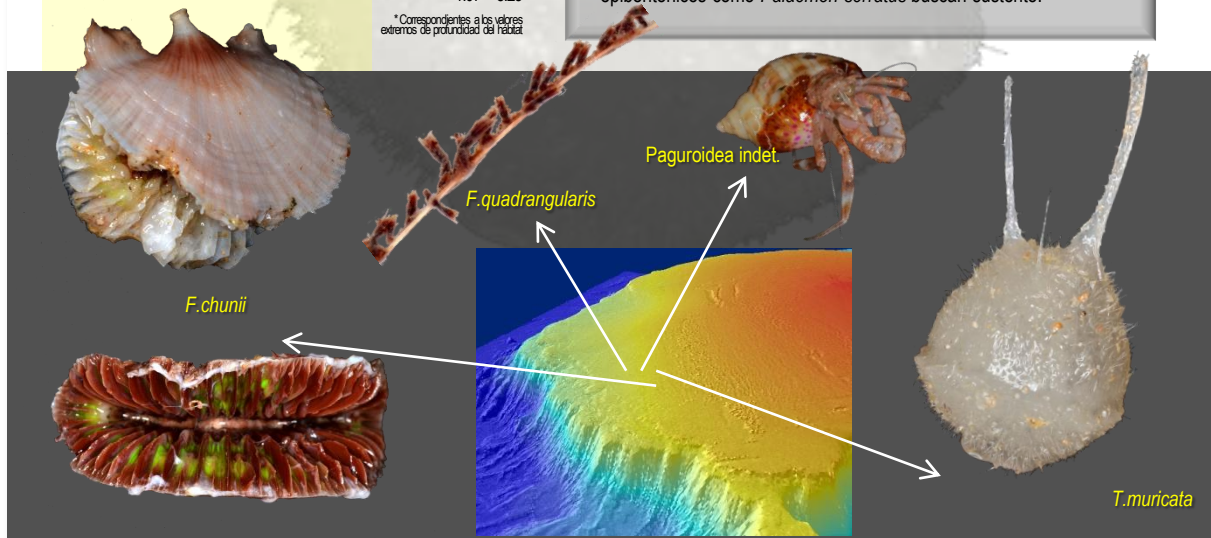 * Correspondientes a los valores
extremos de profundidad del hábitat
Paguroidea indet.
F.quadrangularis
F.chunii
T.muricata